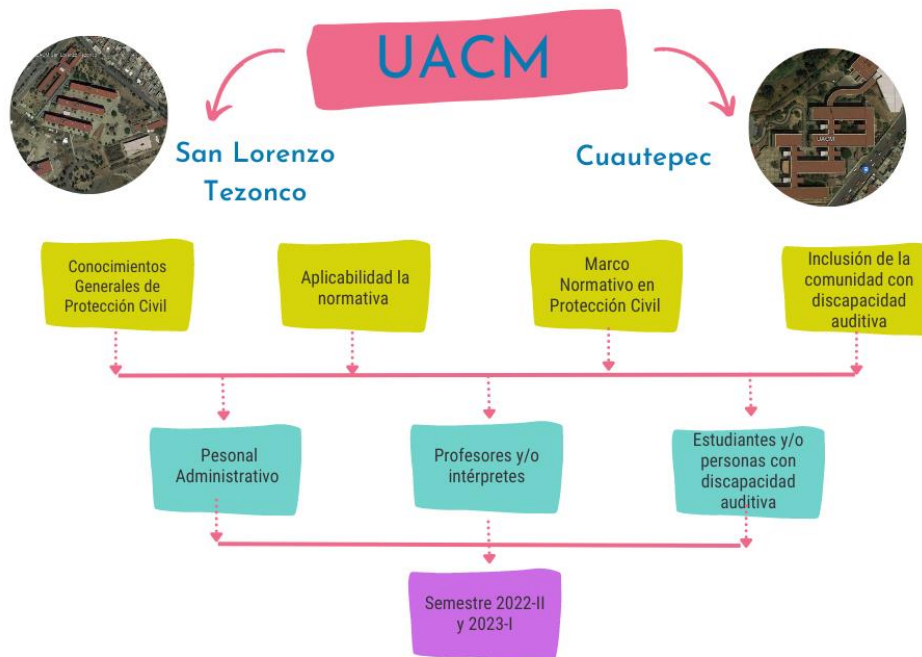 UACM
San Lorenzo
Tezonco
Cuautepec
UACM
Conocimientos
Generales de
Protección Civil
Aplicabilidad la
normativa
Marco
Normativo en
Protección Civil
Inclusión de la
comunidad con
discapacidad
auditiva
Pesonal
Administrativo
Profesores y/o
intérpretes
Estudiantes y/o
personas con
discapacidad
auditiva
Semestre 2022-II
y 2023-I